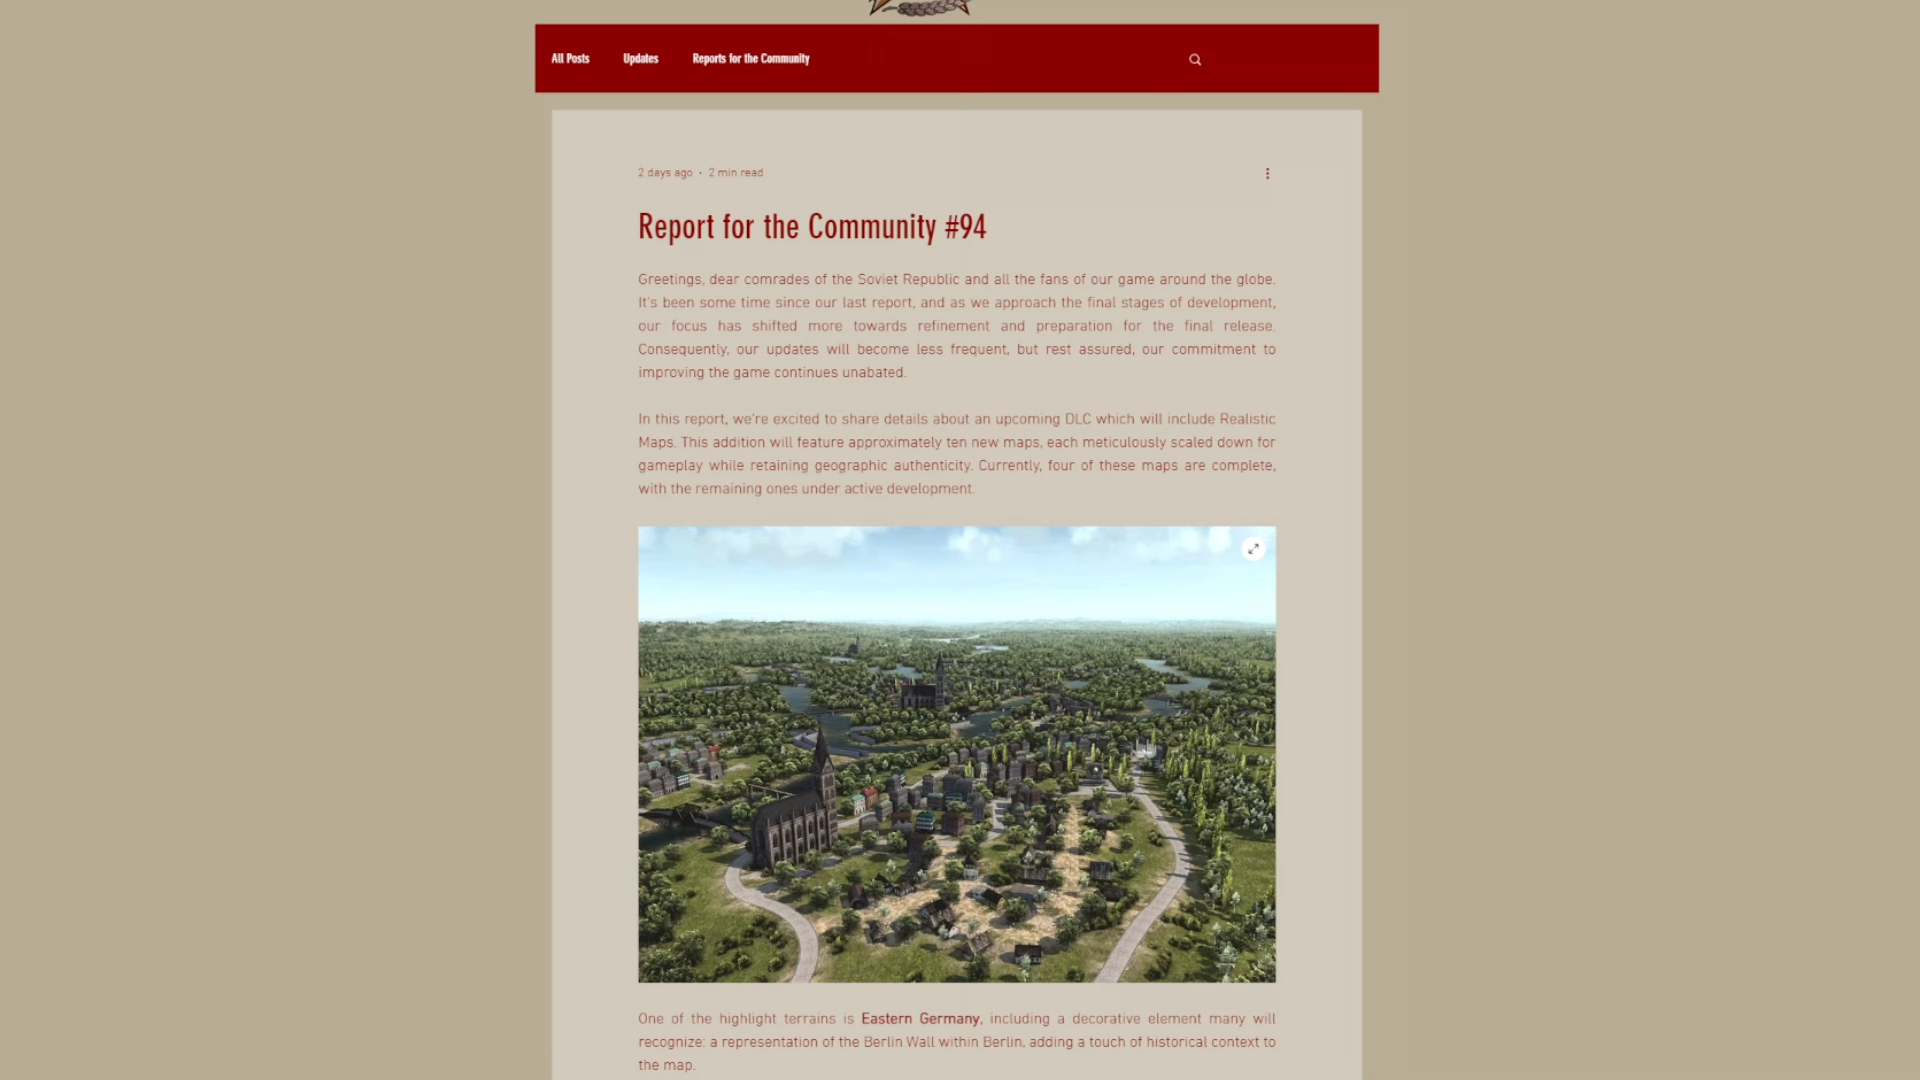 All Posts Updates Reports for the Community
2 days ago · 2 min read
Report for the Community #94
Greetings, dear comrades of the Soviet Republic and all the fans of our game around the globe.
It's been some time since our last report, and as we approach the final stages of development,
our focus has shifted more towards refinement and preparation for the final release.
Consequently, our updates will become less frequent, but rest assured, our commitment to
improving the game continues unabated.
In this report, we're excited to share details about an upcoming DLC which will include Realistic
Maps. This addition will feature approximately ten new maps, each meticulously scaled down for
gameplay while retaining geographic authenticity. Currently, four of these maps are complete,
with the remaining ones under active development.
One of the highlight terrains is Eastern Germany, including a decorative element many will
recognize: a representation of the Berlin Wall within Berlin, adding a touch of historical context to
the map.